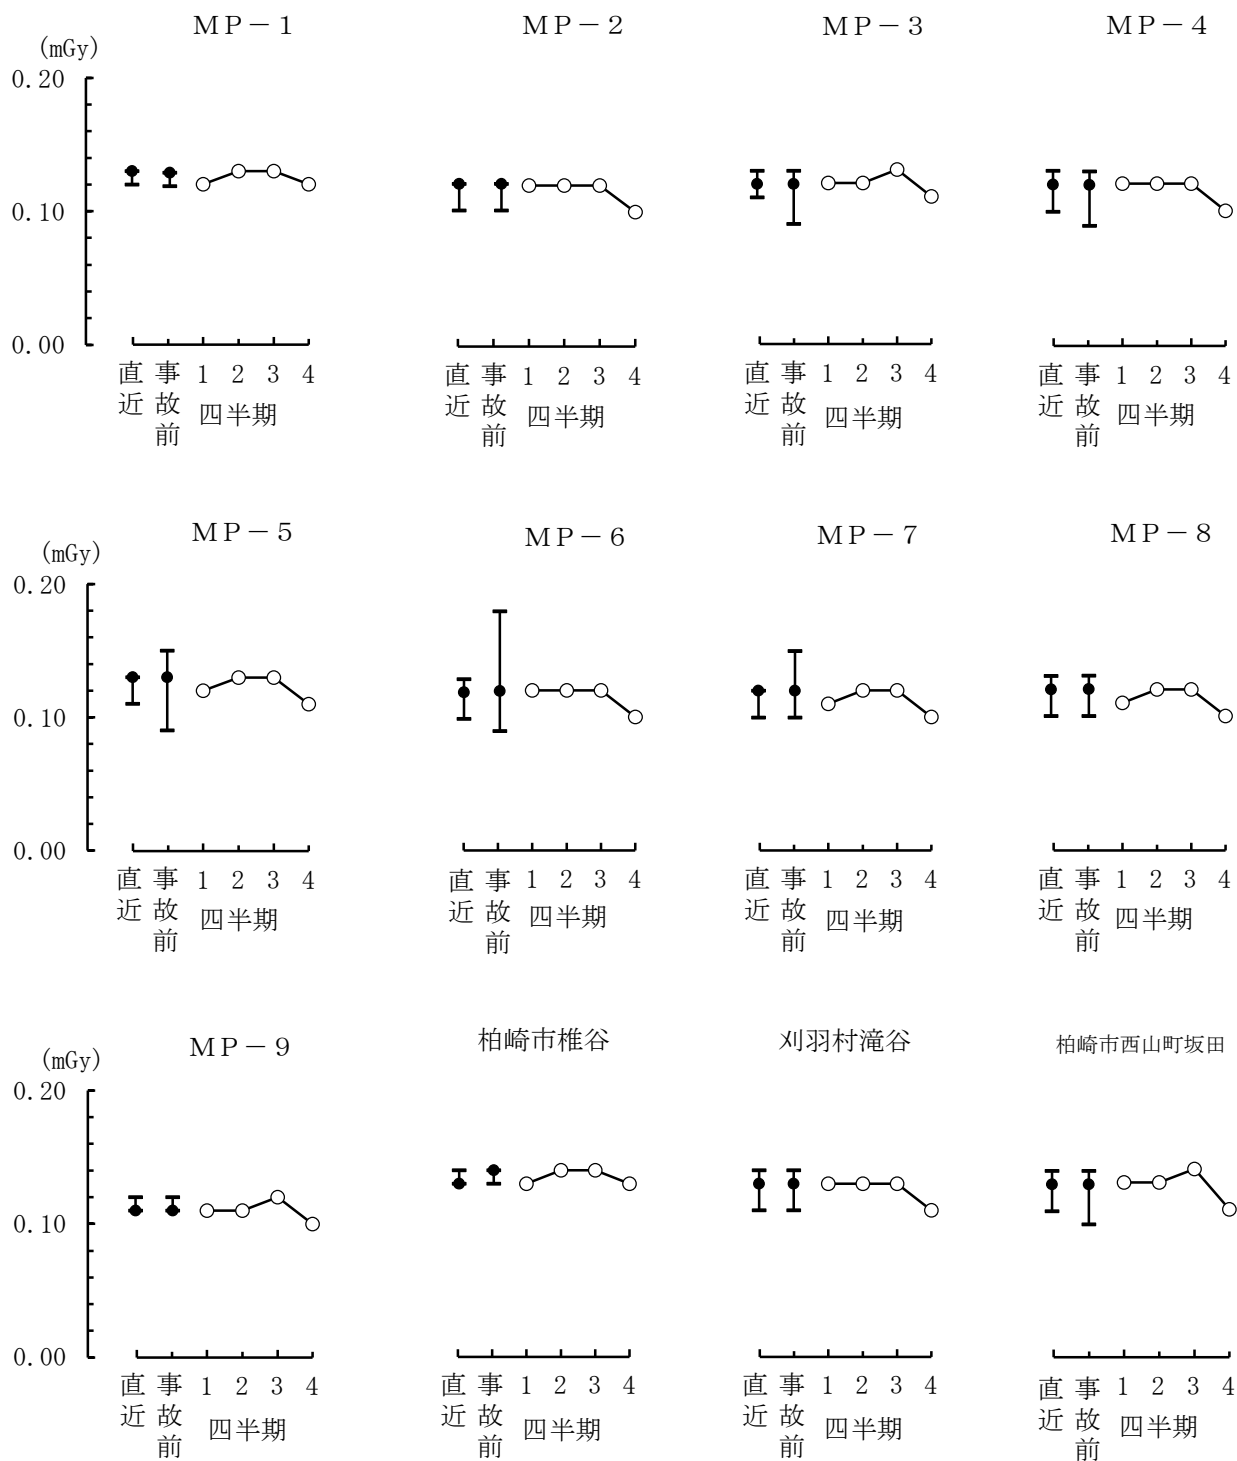 MP－1 MP－2 MP－3 MP－4
(mGy)
0.20
0.10
0.00
直近 事故前 1 2 3 4 直近 事故前 1 2 3 4 直近 事故前 1 2 3 4 直近 事故前 1 2 3 4
四半期 四半期 四半期 四半期
MP－5 MP－6 MP－7 MP－8
(mGy)
0.20
0.10
0.00
直近 事故前 1 2 3 4 直近 事故前 1 2 3 4 直近 事故前 1 2 3 4 直近 事故前 1 2 3 4
四半期 四半期 四半期 四半期
MP－9 柏崎市椎谷 刈羽村滝谷 柏崎市西山町坂田
(mGy)
0.20
0.10
0.00
直近 事故前 1 2 3 4 直近 事故前 1 2 3 4 直近 事故前 1 2 3 4 直近 事故前 1 2 3 4
四半期 四半期 四半期 四半期